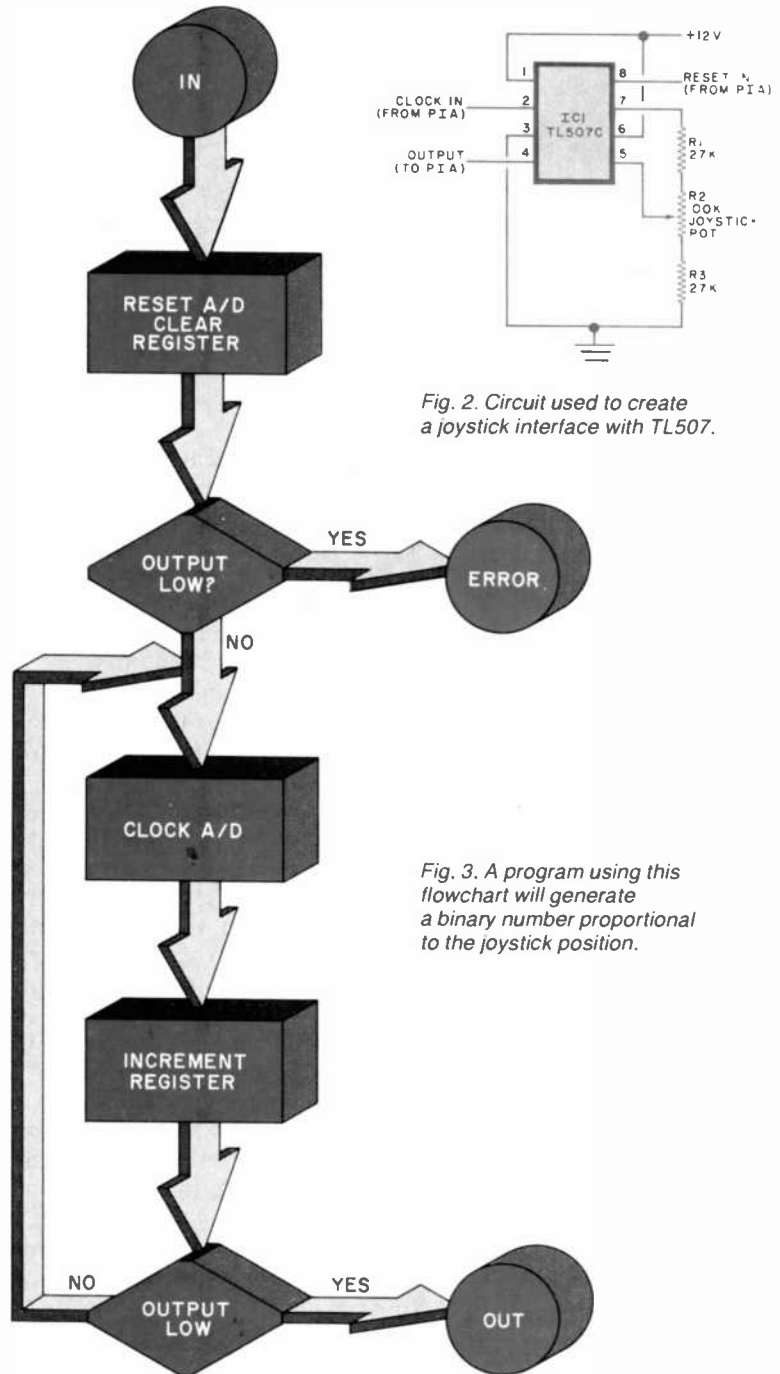 IN
RESET A/D
CLEAR
REGISTER
OUTPUT
LOW?
YES
ERROR
NO
CLOCK A/D
INCREMENT
REGISTER
OUTPUT
LOW
NO
YES
OUT
+12V
1
2
3
4
8
7
6
5
IC1
TL507C
CLOCK IN
(FROM PIA)
OUTPUT
(TO PIA)
RESET
(FROM PIA)
R1
27K
R2
00K
JOYSTICK
POT
R3
27K
Fig. 2. Circuit used to create
a joystick interface with TL507.
Fig. 3. A program using this
flowchart will generate
a binary number proportional
to the joystick position.